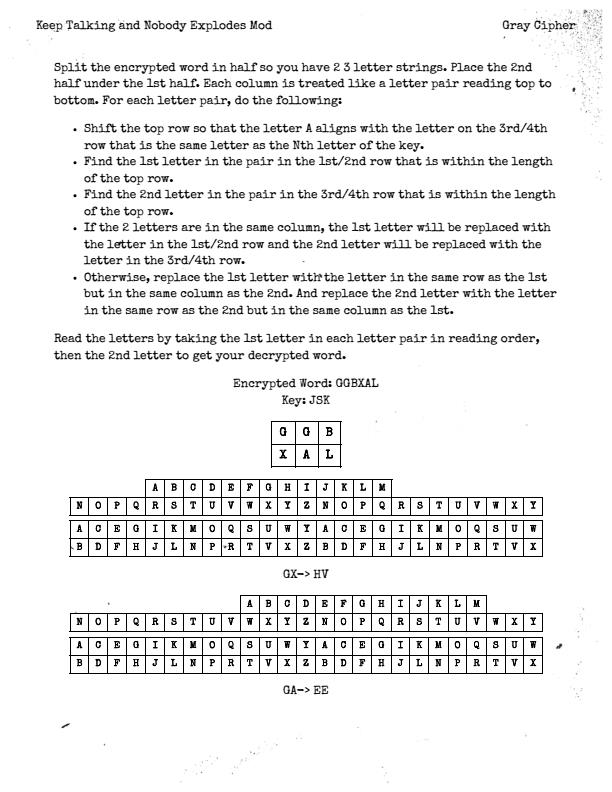 Keep Talking and Nobody Explodes Mod
Gray Cipher
Split the encrypted word in half so you have 2 3 letter strings. Place the 2nd
half under the 1st half. Each column is treated like a letter pair reading top to
bottom. For each letter pair, do the following:
• Shift the top row so that the letter A aligns with the letter on the 3rd/4th
row that is the same letter as the Nth letter of the key.
• Find the 1st letter in the pair in the 1st/2nd row that is within the length
of the top row.
• Find the 2nd letter in the pair in the 3rd/4th row that is within the length
of the top row.
• If the 2 letters are in the same column, the 1st letter will be replaced with
the letter in the 1st/2nd row and the 2nd letter will be replaced with the
letter in the 3rd/4th row.
• Otherwise, replace the 1st letter with the letter in the same row as the 1st
but in the same column as the 2nd. And replace the 2nd letter with the letter
in the same row as the 2nd but in the same column as the 1st.
Read the letters by taking the 1st letter in each letter pair in reading order,
then the 2nd letter to get your decrypted word.
Encrypted Word: GGBXAL
Key: JSK
G G B
X A L
A B C D E F G H I J K L M
N O P Q R S T U V W X Y Z N O P Q R S T U V W X Y
A C E G I K M O Q S U W Y A C E G I K M O Q S U W
B D F H J L N P R T V X Z B D F H J L N P R T V X
GX-> HV
A B C D E F G H I J K L M
N O P Q R S T U V W X Y Z N O P Q R S T U V W X Y
A C E G I K M O Q S U W Y A C E G I K M O Q S U W
B D F H J L N P R T V X Z B D F H J L N P R T V X
GA-> EE